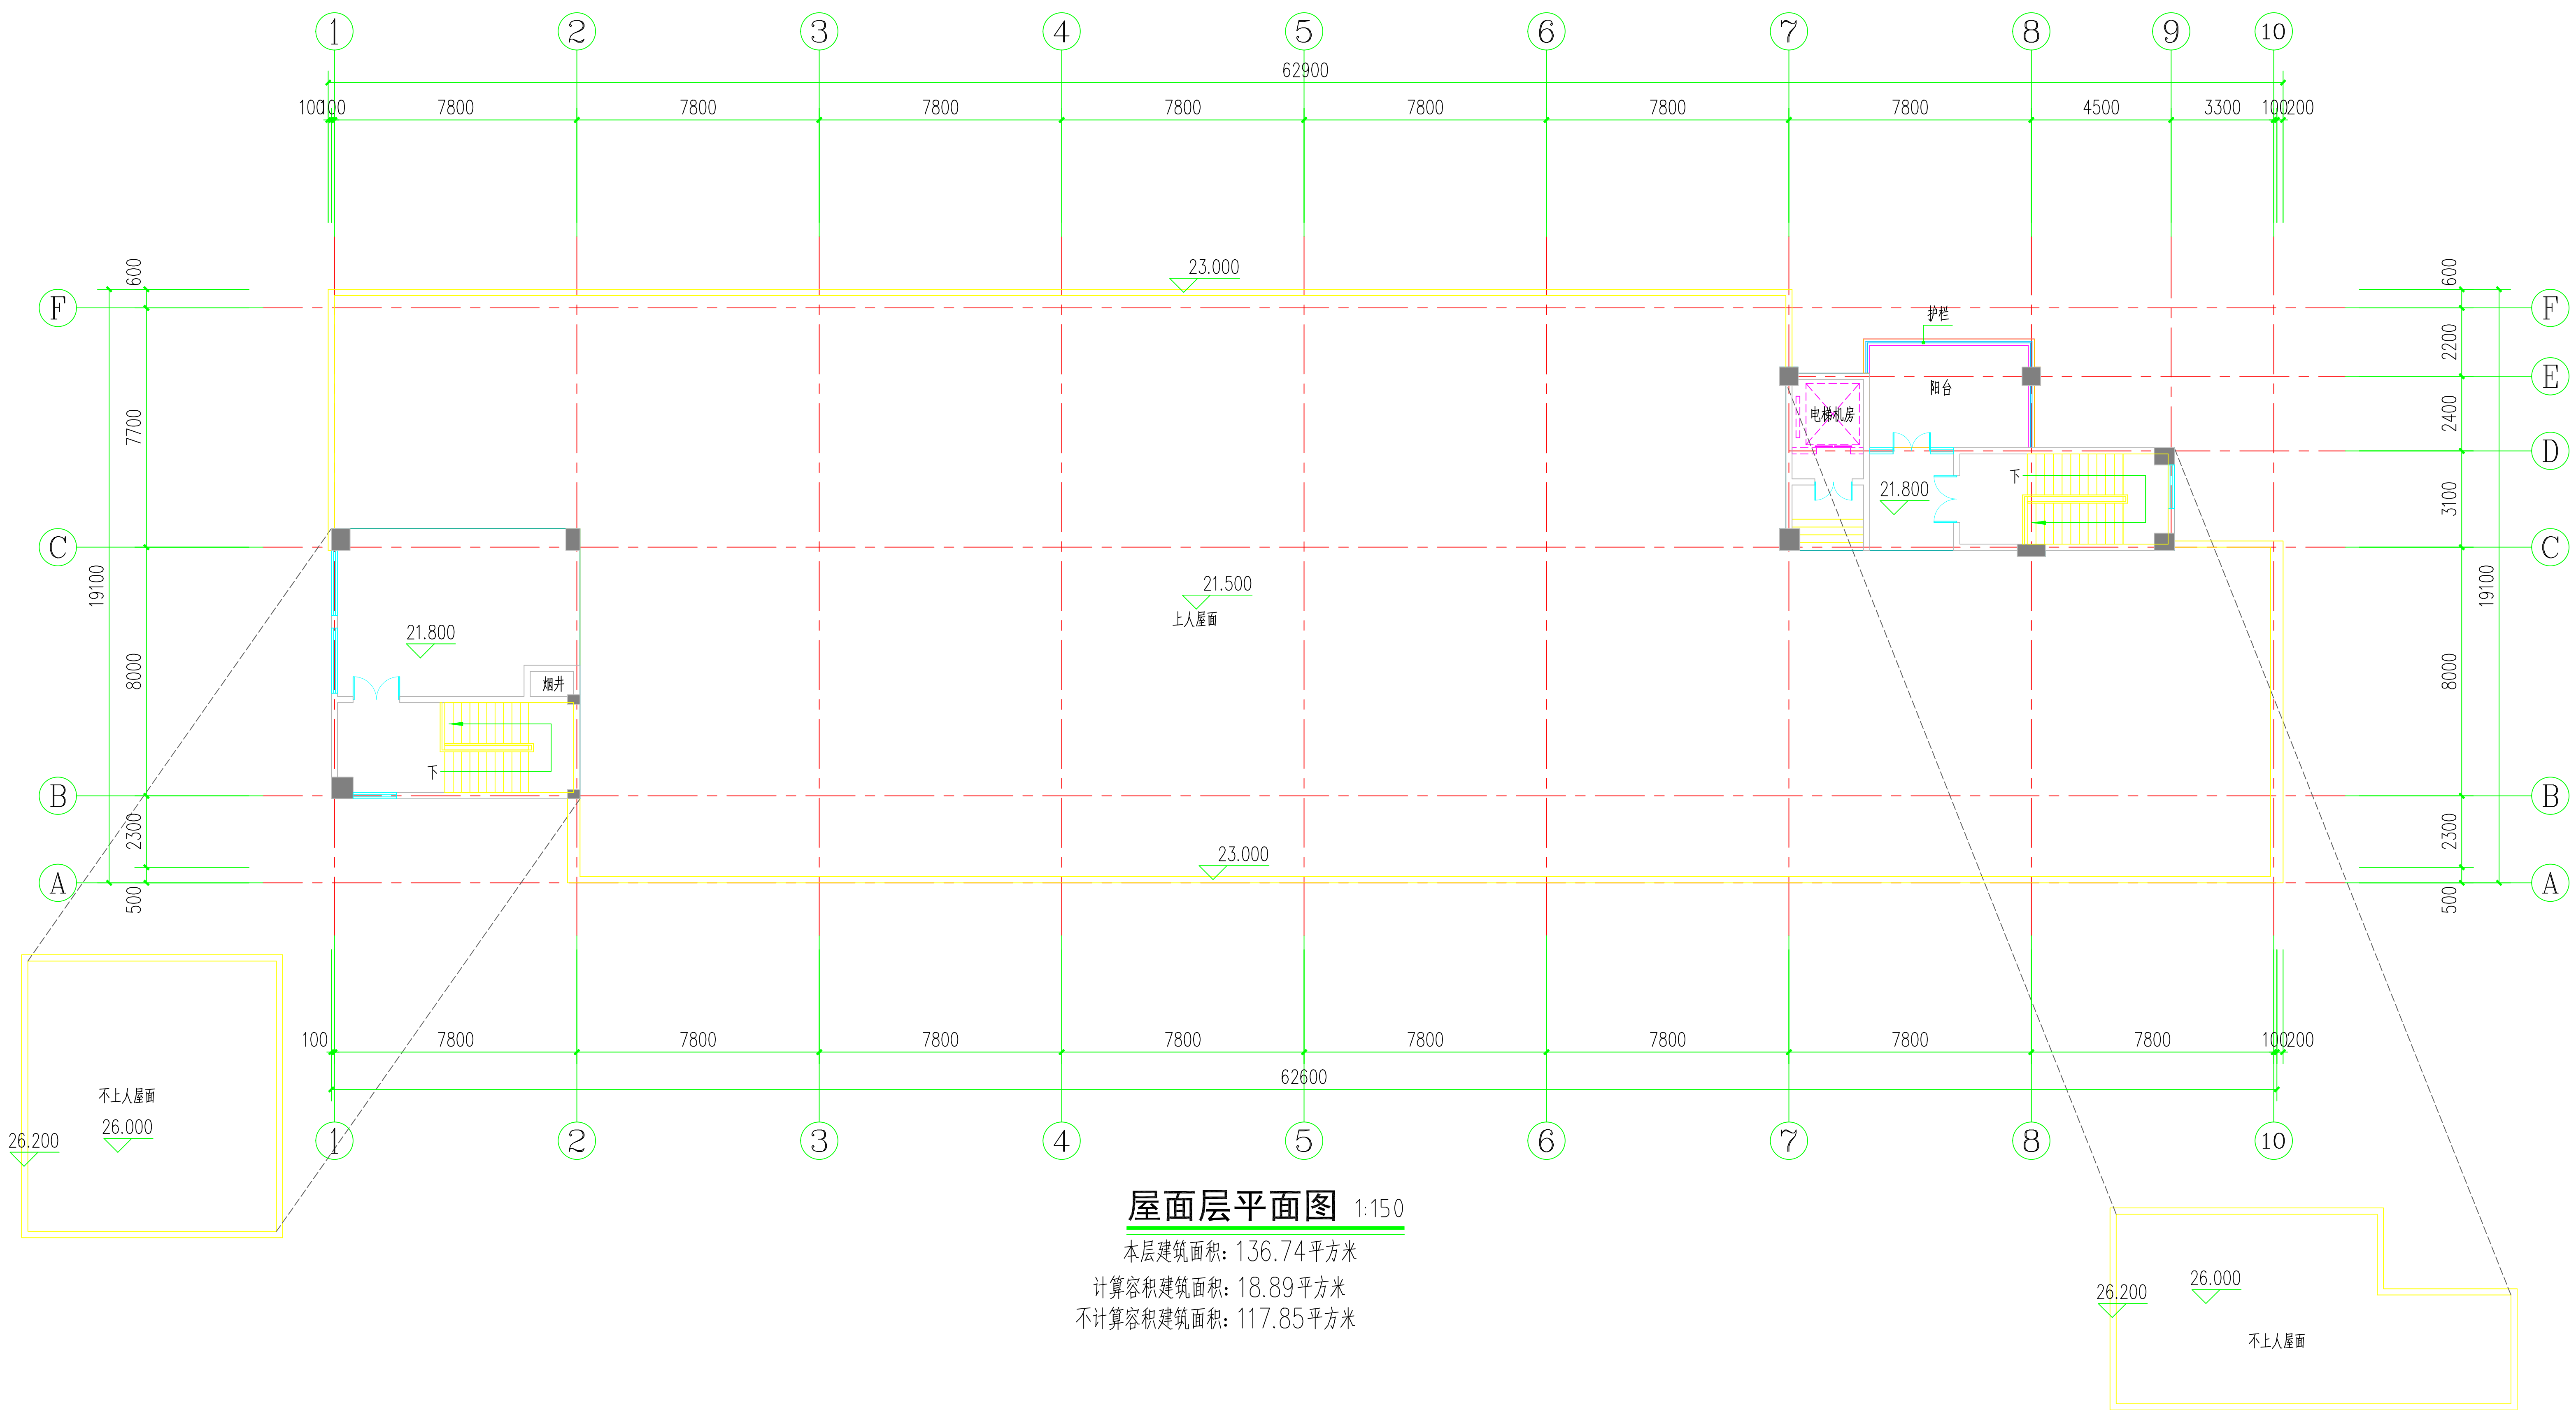 1 2 3 4 5 6 7 8 9 10
62900
100 100 7800 7800 7800 7800 7800 7800 7800 4500 3300 100 200
600
23.000
600
F
F
护栏
2200
E
阳台
电梯机房
7700
2400
D
下
21.800
3100
C
C
19100
21.500
19100
上人屋面
21.800
8000
8000
烟井
下
B
B
2300
2300
23.000
A
A
500
500
100 7800 7800 7800 7800 7800 7800 7800 7800 100 200
62600
不上人屋面
26.000
26.200
1 2 3 4 5 6 7 8 10
屋面层平面图 1:150
本层建筑面积：136.74平方米
计算容积建筑面积：18.89平方米
不计算容积建筑面积：117.85平方米
26.000
26.200
不上人屋面